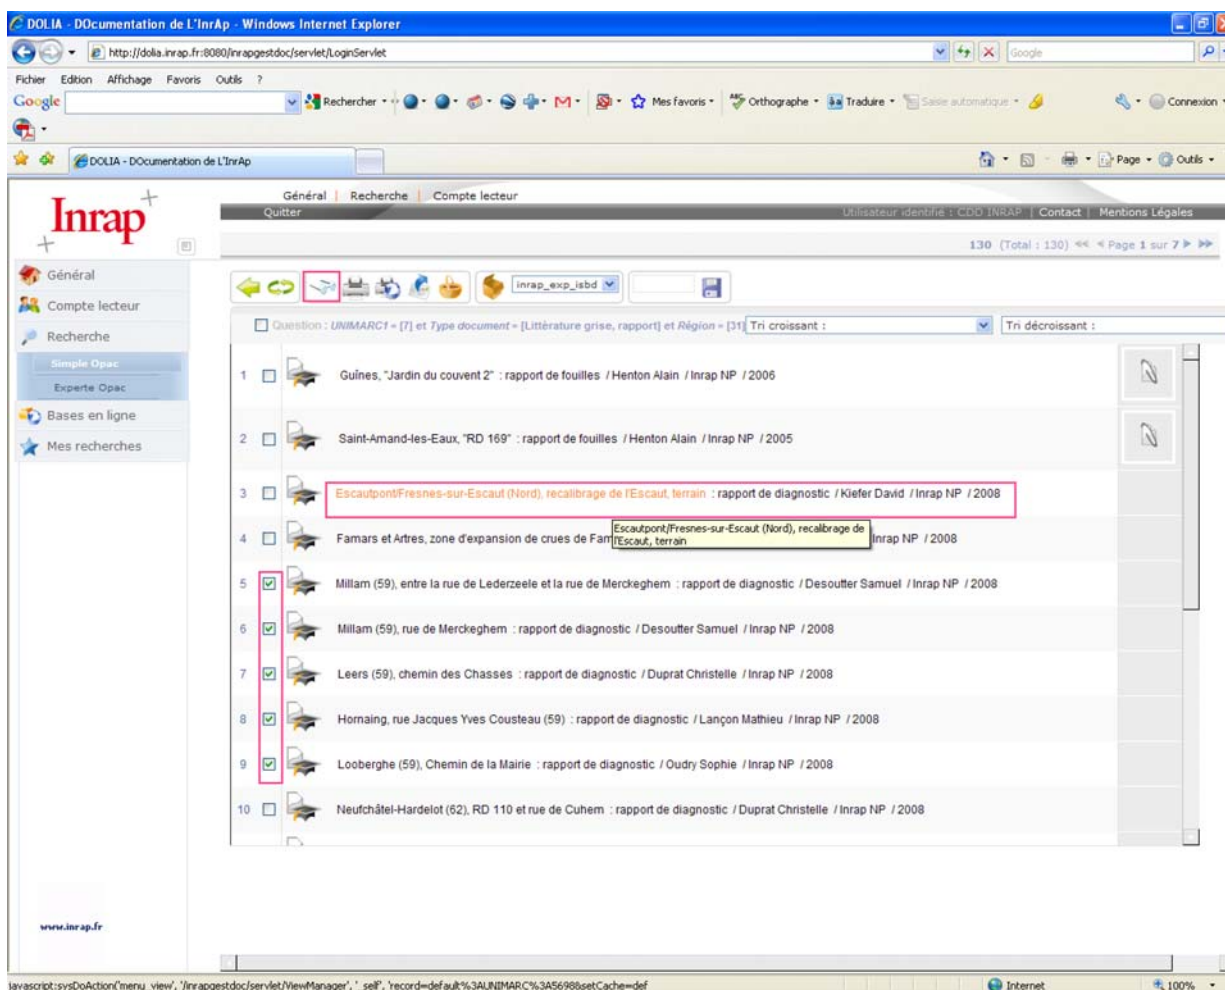 DOLIA - DOcumentation de L'InrAp - Windows Internet Explorer
http://dolia.inrap.fr:8080/inrapgestdoc/servlet/LoginServlet
Google
Fichier Edition Affichage Favoris Outils ?
Google Rechercher Mes favoris Orthographe Traduire Saisie automatique Connexion
DOLIA - DOcumentation de L'InrAp Page Outils
Général | Recherche | Compte lecteur
Inrap
Quitter Utilisateur identifié : CDO INRAP | Contact | Mentions Légales
130 (Total : 130) Page 1 sur 7
Général
Compte lecteur
Recherche
Simple Opac
Experte Opac
Bases en ligne
Mes recherches
inrap_exp_isbd
Question : UNIMARC1 = [7] et Type document = [Littérature grise, rapport] et Région = [31] Tri croissant : Tri décroissant :
1 Guînes, "Jardin du couvent 2" : rapport de fouilles / Henton Alain / Inrap NP / 2006
2 Saint-Amand-les-Eaux, "RD 169" : rapport de fouilles / Henton Alain / Inrap NP / 2005
3 Escautpont/Fresnes-sur-Escaut (Nord), recalibrage de l'Escaut, terrain : rapport de diagnostic / Kiefer David / Inrap NP / 2008
Escautpont/Fresnes-sur-Escaut (Nord), recalibrage de
l'Escaut, terrain
4 Famars et Artres, zone d'expansion de crues de Fam Inrap NP / 2008
5 Millam (59), entre la rue de Lederzeele et la rue de Merckeghem : rapport de diagnostic / Desoutter Samuel / Inrap NP / 2008
6 Millam (59), rue de Merckeghem : rapport de diagnostic / Desoutter Samuel / Inrap NP / 2008
7 Leers (59), chemin des Chasses : rapport de diagnostic / Duprat Christelle / Inrap NP / 2008
8 Hornaing, rue Jacques Yves Cousteau (59) : rapport de diagnostic / Lançon Mathieu / Inrap NP / 2008
9 Looberghe (59), Chemin de la Mairie : rapport de diagnostic / Oudry Sophie / Inrap NP / 2008
10 Neufchâtel-Hardelot (62), RD 110 et rue de Cuhem : rapport de diagnostic / Duprat Christelle / Inrap NP / 2008
www.inrap.fr
javascript:sysDoAction('menu_view', '/inrapgestdoc/servlet/ViewManager', '_self', 'record=default%3AUNIMARC%3A5698&setCache=def Internet 100%